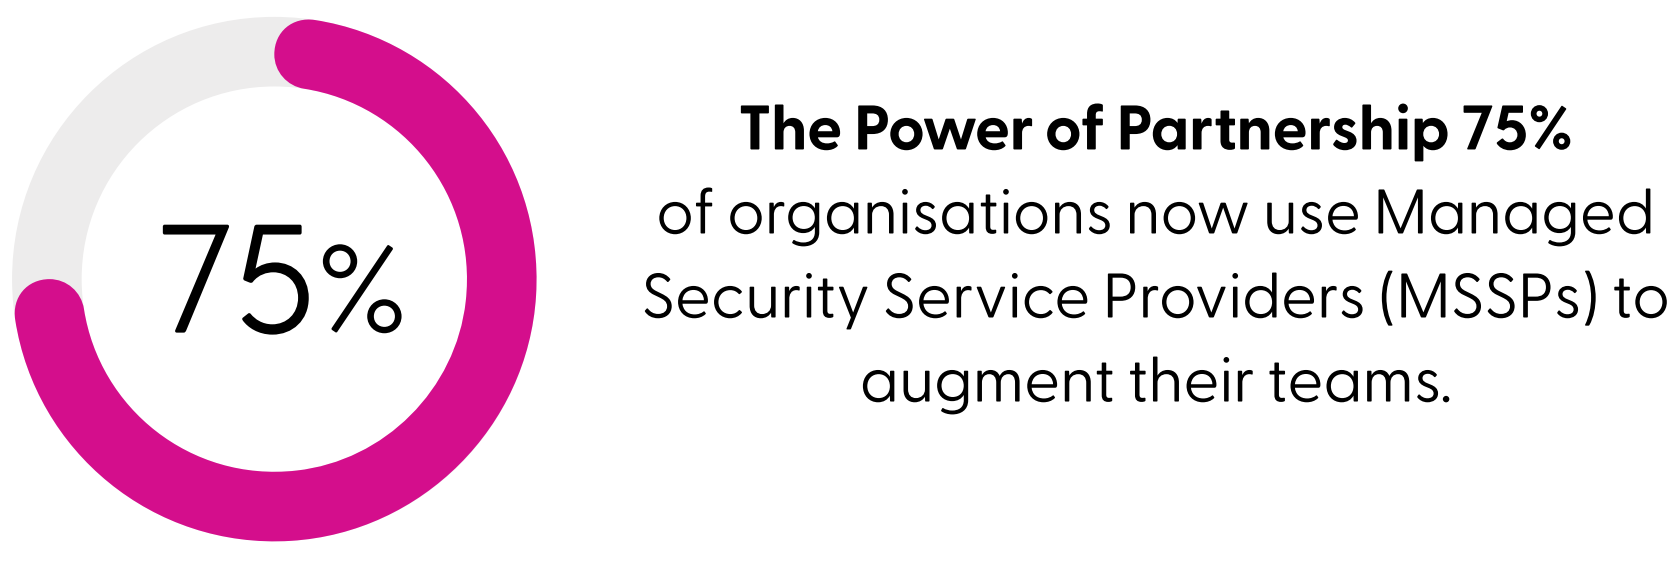 75%
The Power of Partnership 75%
of organisations now use Managed
Security Service Providers (MSSPs) to
augment their teams.